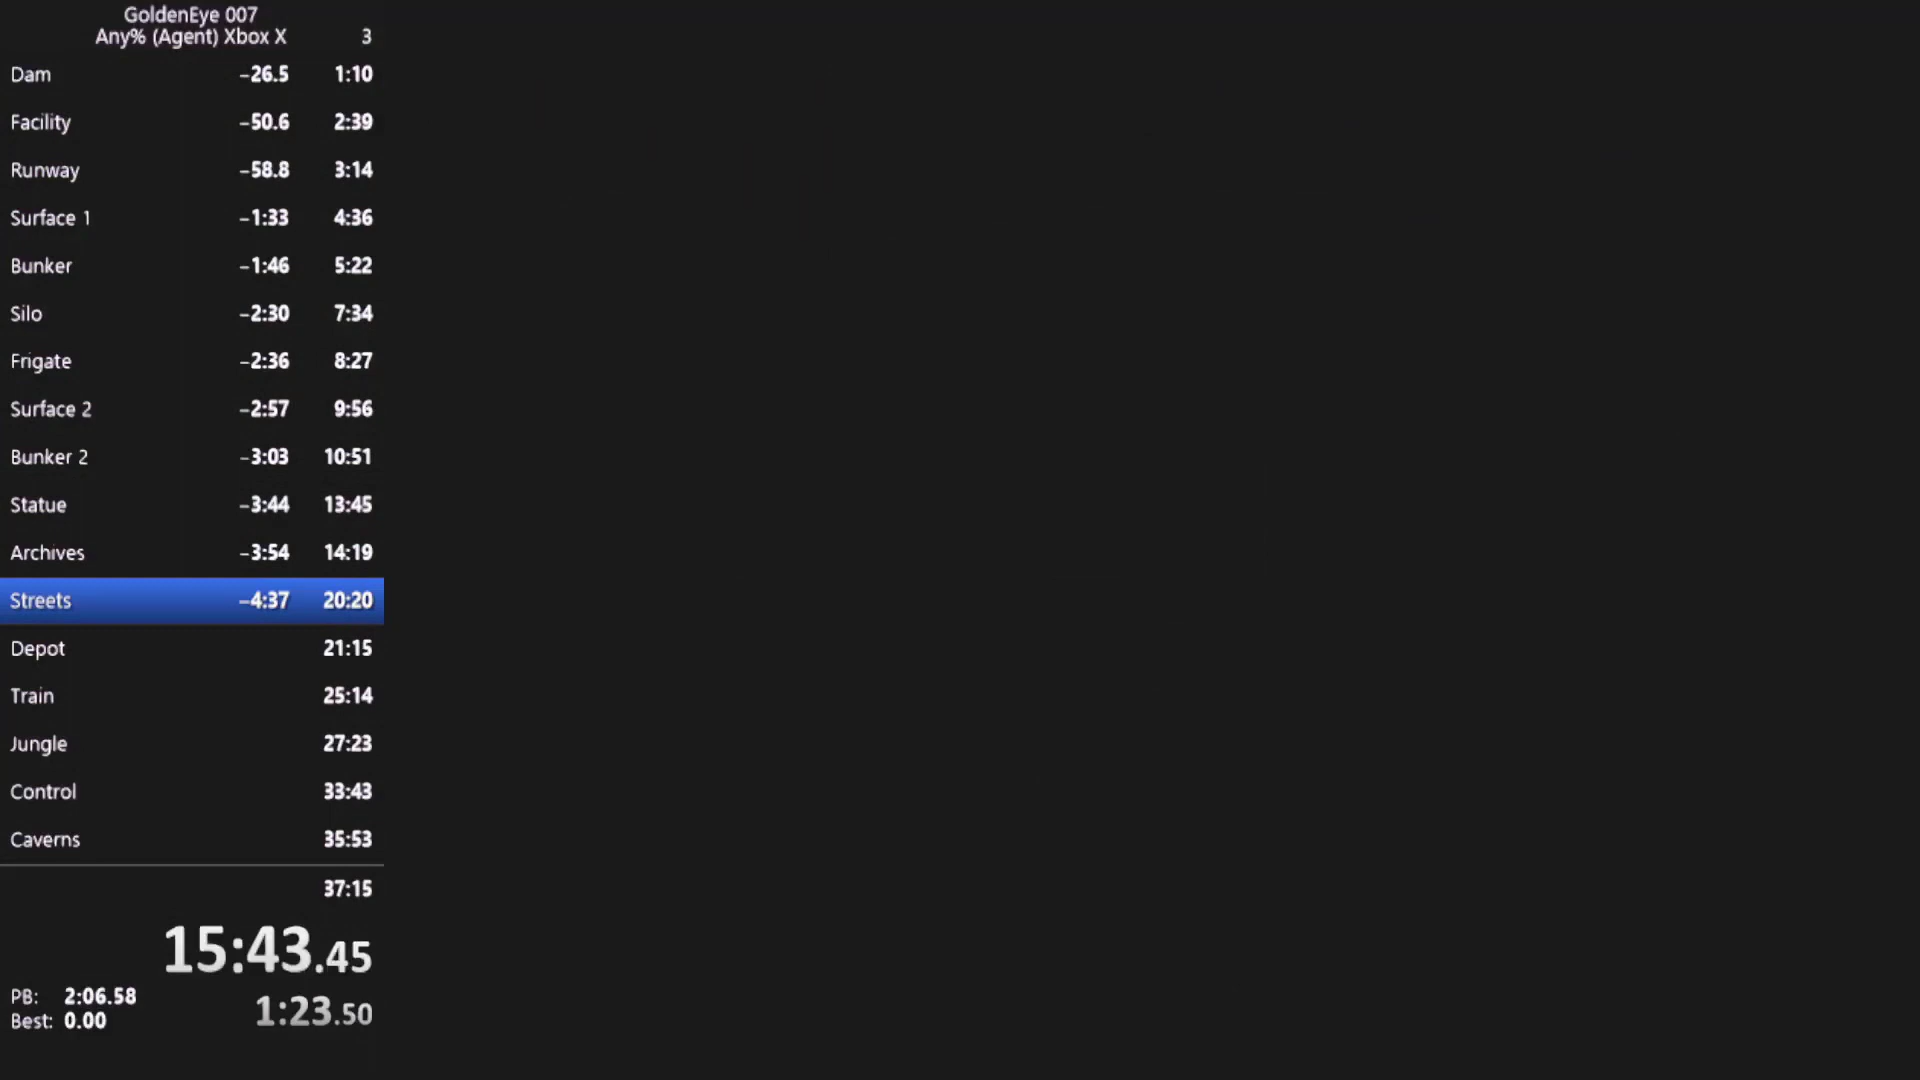 GoldenEye 007
Any% (Agent) Xbox X 3
Dam -26.5 1:10
Facility -50.6 2:39
Runway -58.8 3:14
Surface 1 -1:33 4:36
Bunker -1:46 5:22
Silo -2:30 7:34
Frigate -2:36 8:27
Surface 2 -2:57 9:56
Bunker 2 -3:03 10:51
Statue -3:44 13:45
Archives -3:54 14:19
Streets -4:37 20:20
Depot 21:15
Train 25:14
Jungle 27:23
Control 33:43
Caverns 35:53
37:15
15:43.45
PB: 2:06.58
Best: 0.00
1:23.50